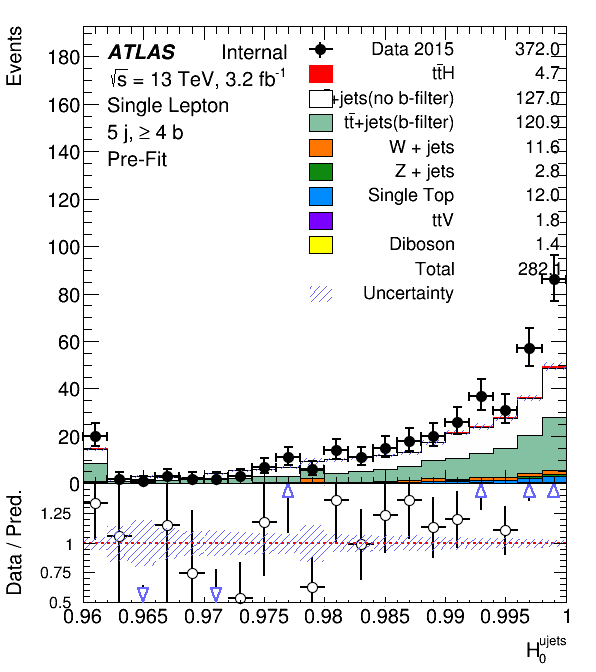 Events
ATLAS Internal
√s = 13 TeV, 3.2 fb⁻¹
Single Lepton
5 j, ≥ 4 b
Pre-Fit
Data 2015 372.0
tt̄H 4.7
+jets(no b-filter) 127.0
tt̄+jets(b-filter) 120.9
W + jets 11.6
Z + jets 2.8
Single Top 12.0
ttV 1.8
Diboson 1.4
Total 282.1
Uncertainty
180
160
140
120
100
80
60
40
20
0
Data / Pred.
1.25
1
0.75
0.5
0.96 0.965 0.97 0.975 0.98 0.985 0.99 0.995 1
H₀ᵘʲᵉᵗˢ